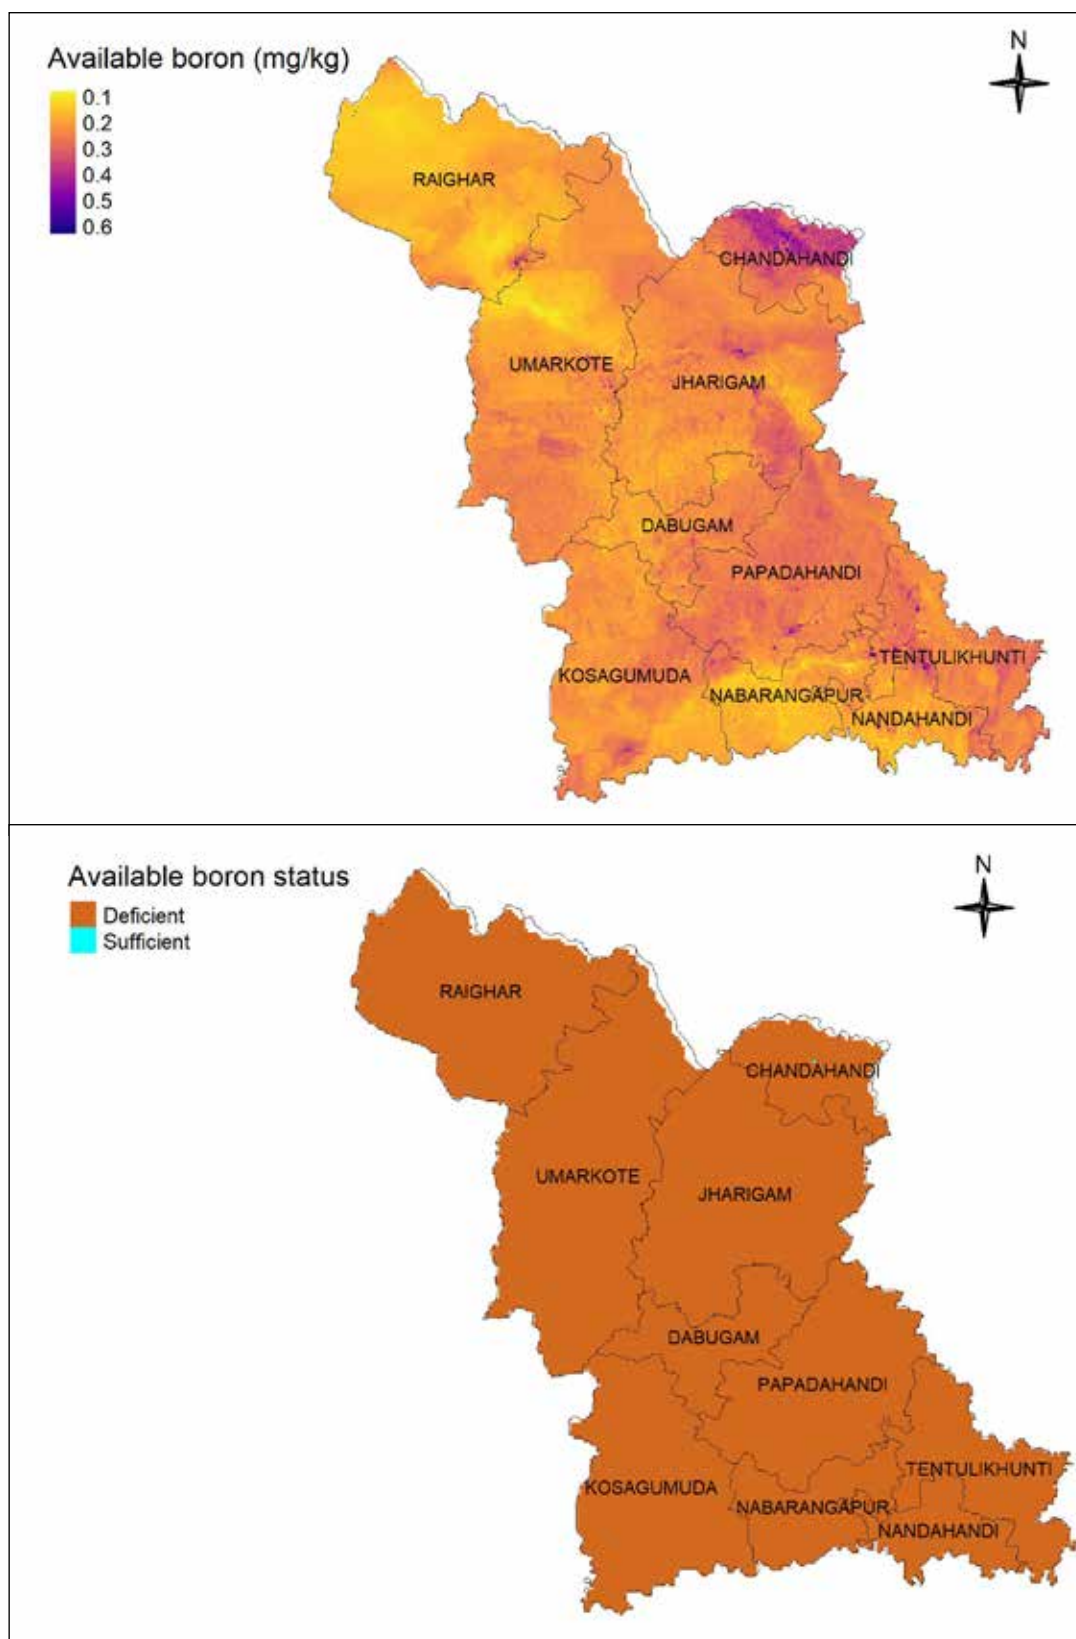 Available boron (mg/kg)
N
0.1
0.2
0.3
0.4
0.5
0.6
RAIGHAR
CHANDAHANDI
UMARKOTE
JHARIGAM
DABUGAM
PAPADAHANDI
TENTULIKHUNTI
KOSAGUMUDA
NABARANGAPUR
NANDAHANDI
Available boron status
N
Deficient
Sufficient
RAIGHAR
CHANDAHANDI
UMARKOTE
JHARIGAM
DABUGAM
PAPADAHANDI
TENTULIKHUNTI
KOSAGUMUDA
NABARANGAPUR
NANDAHANDI